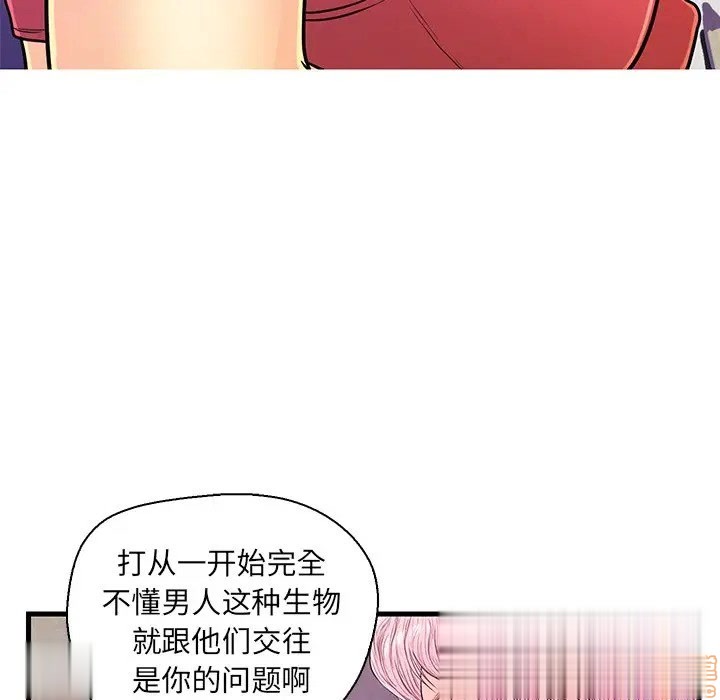 打从一开始完全
不懂男人这种生物
就跟他们交往
是你的问题啊